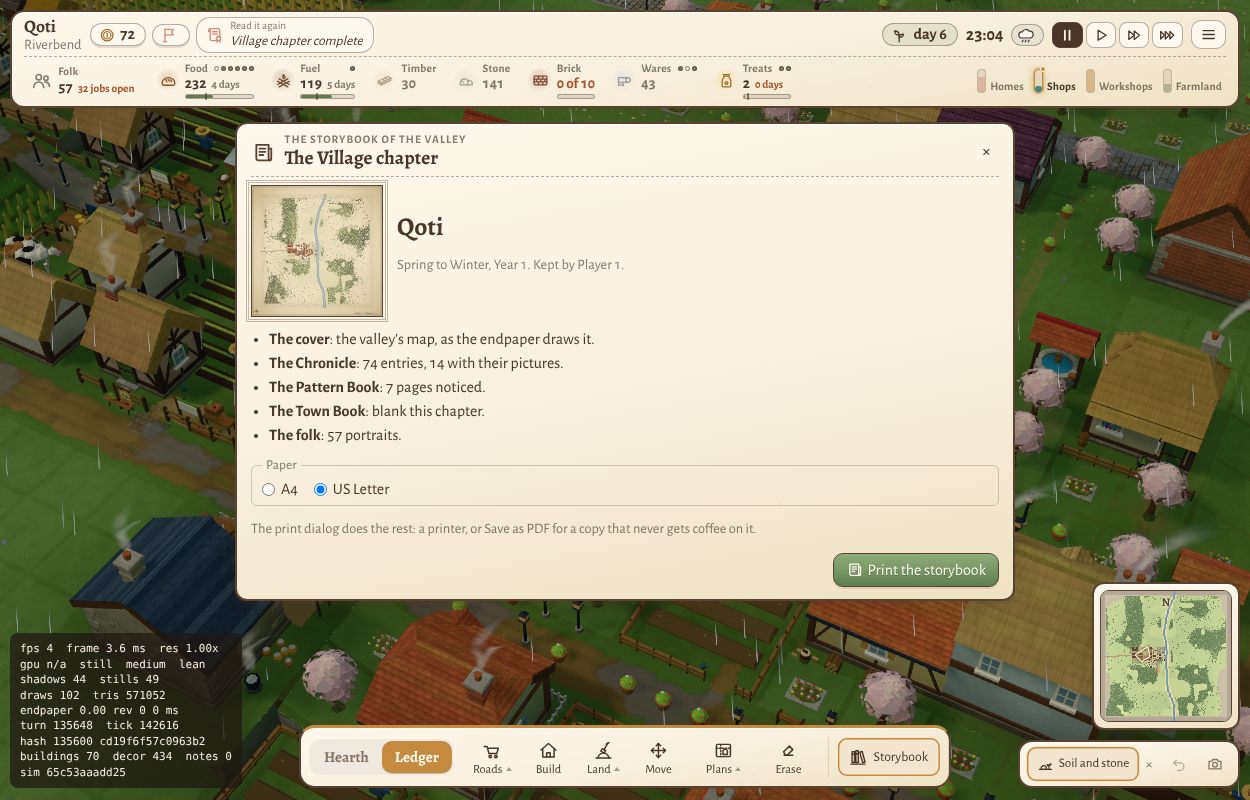 Qoti
Riverbend
72
Read it again
Village chapter complete
day 6
23:04
Folk
57 32 jobs open
Food
232 4 days
Fuel
119 5 days
Timber
30
Stone
141
Brick
0 of 10
Wares
43
Treats
2 0 days
Homes
Shops
Workshops
Farmland
THE STORYBOOK OF THE VALLEY
The Village chapter
×
Qoti
Spring to Winter, Year 1. Kept by Player 1.
• The cover: the valley's map, as the endpaper draws it.
• The Chronicle: 74 entries, 14 with their pictures.
• The Pattern Book: 7 pages noticed.
• The Town Book: blank this chapter.
• The folk: 57 portraits.
Paper
A4
US Letter
The print dialog does the rest: a printer, or Save as PDF for a copy that never gets coffee on it.
Print the storybook
fps 4 frame 3.6 ms res 1.00x
gpu n/a still medium lean
shadows 44 stills 49
draws 102 tris 571052
endpaper 0.00 rev 0 0 ms
turn 135648 tick 142616
hash 135600 cd19f6f57c0963b2
buildings 70 decor 434 notes 0
sim 65c53aaadd25
Hearth
Ledger
Roads
Build
Land
Move
Plans
Erase
Storybook
N
Soil and stone
×